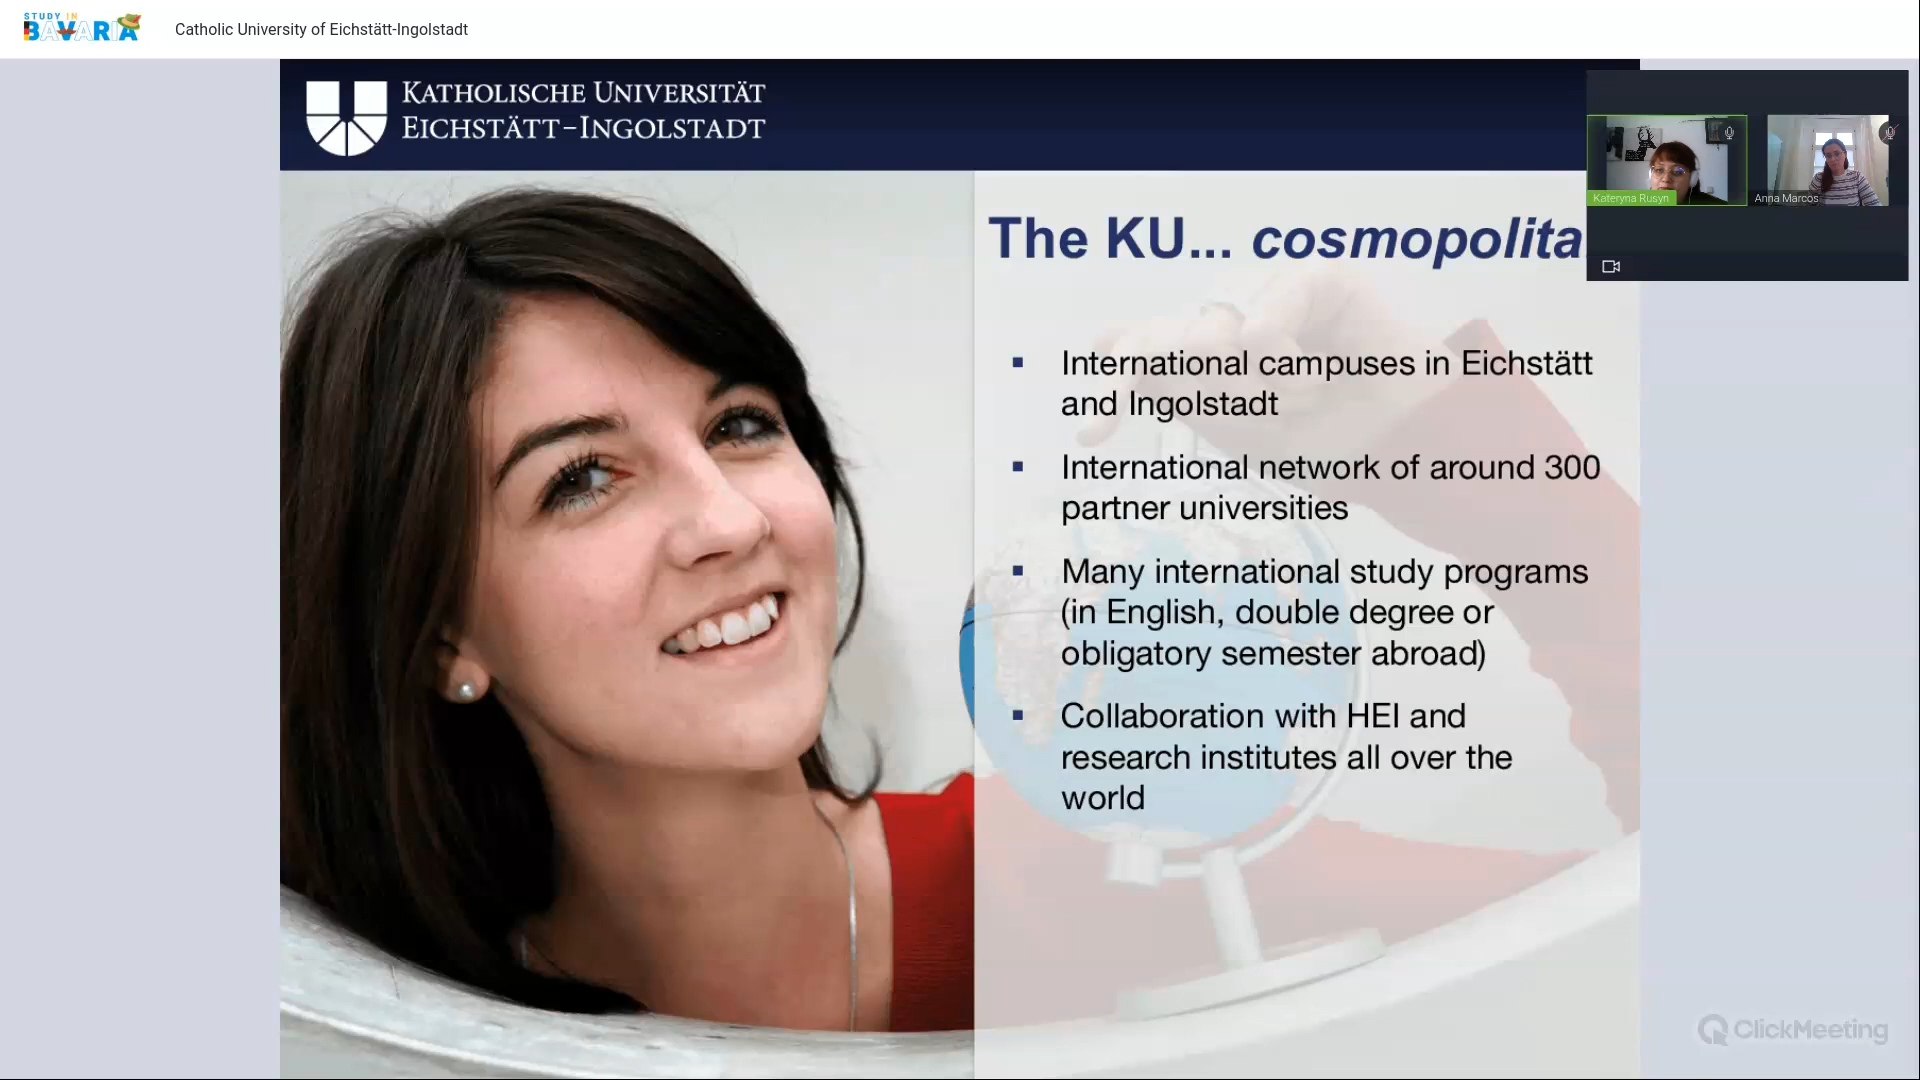 STUDY IN
BAVARIA
Catholic University of Eichstätt-Ingolstadt
KATHOLISCHE UNIVERSITÄT
EICHSTÄTT-INGOLSTADT
Kateryna Rusyn
Anna Marcos
The KU... cosmopolita
▪ International campuses in Eichstätt
and Ingolstadt
▪ International network of around 300
partner universities
▪ Many international study programs
(in English, double degree or
obligatory semester abroad)
▪ Collaboration with HEI and
research institutes all over the
world
ClickMeeting